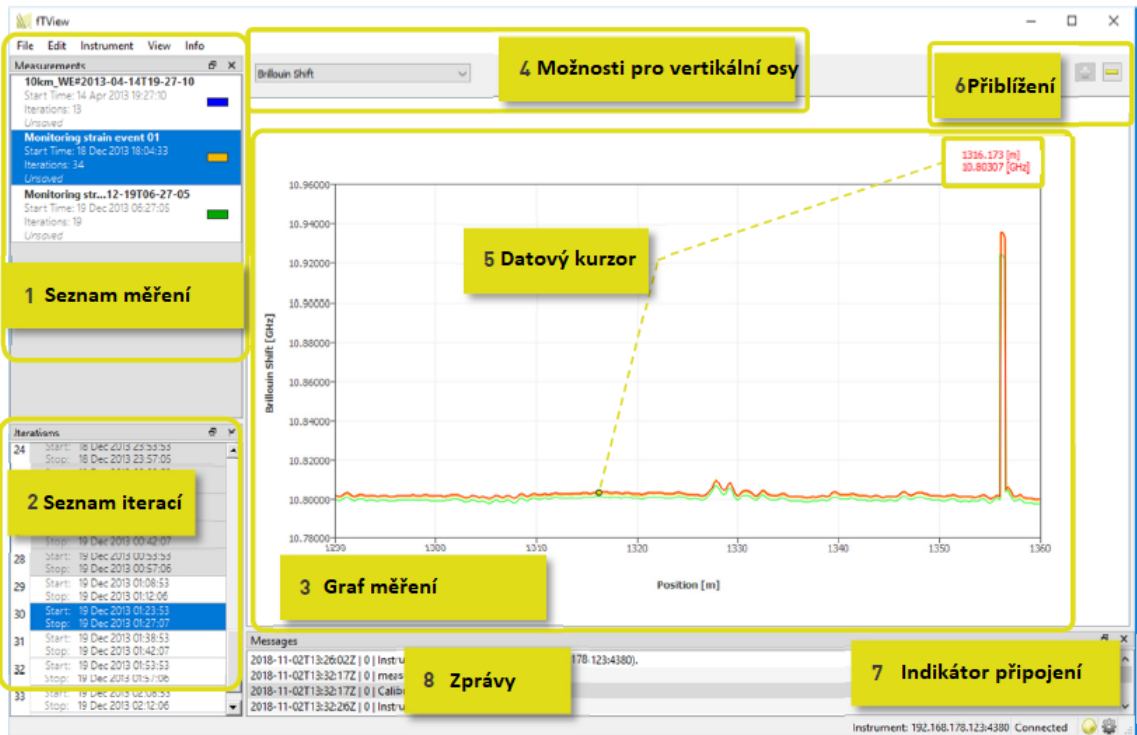 fTView
File Edit Instrument View Info
Measurements
10km_WE#2013-04-14T19-27-10
Start Time: 14 Apr 2013 19:27:10
Iterations: 13
Unsaved
Monitoring strain event 01
Start Time: 18 Dec 2013 18:04:33
Iterations: 34
Unsaved
Monitoring str...12-19T06-27-05
Start Time: 19 Dec 2013 06:27:05
Iterations: 19
Unsaved
1 Seznam měření
Iterations
24 Start: 18 Dec 2013 23:53:53
Stop: 18 Dec 2013 23:57:05
2 Seznam iterací
Stop: 19 Dec 2013 00:42:07
28 Start: 19 Dec 2013 00:53:53
Stop: 19 Dec 2013 00:57:06
29 Start: 19 Dec 2013 01:08:53
Stop: 19 Dec 2013 01:12:06
30 Start: 19 Dec 2013 01:23:53
Stop: 19 Dec 2013 01:27:07
31 Start: 19 Dec 2013 01:38:53
Stop: 19 Dec 2013 01:42:07
32 Start: 19 Dec 2013 01:53:53
Stop: 19 Dec 2013 01:57:06
33 Start: 19 Dec 2013 02:08:53
Stop: 19 Dec 2013 02:12:06
Brillouin Shift
4 Možnosti pro vertikální osy
6 Přiblížení
1316.173 [m]
10.80307 [GHz]
5 Datový kurzor
Brillouin Shift [GHz]
10.96000
10.94000
10.92000
10.90000
10.88000
10.86000
10.84000
10.82000
10.80000
10.78000
1290 1300 1310 1320 1330 1340 1350 1360
Position [m]
3 Graf měření
Messages
2018-11-02T13:26:02Z | 0 | Instru 178.123:4380).
2018-11-02T13:32:17Z | 0 | meas
2018-11-02T13:32:17Z | 0 | Calib
2018-11-02T13:32:26Z | 0 | Instru
8 Zprávy
7 Indikátor připojení
Instrument: 192.168.178.123:4380 Connected